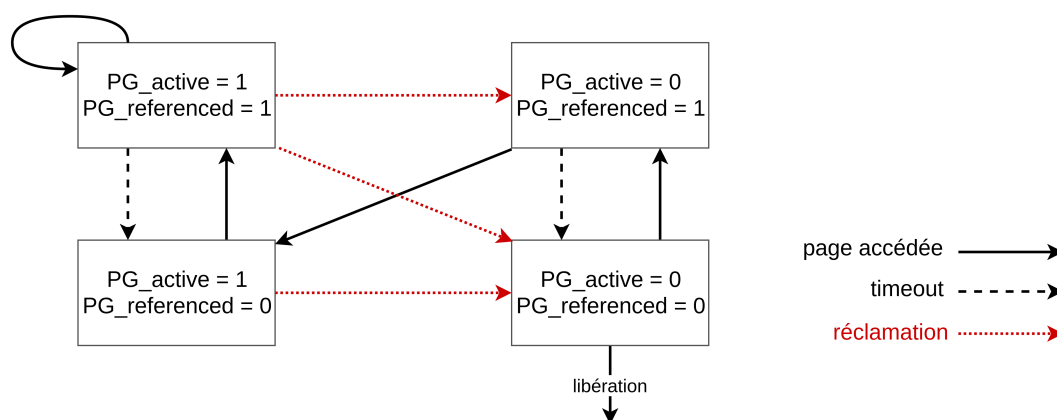 PG_active = 1
PG_referenced = 1
PG_active = 0
PG_referenced = 1
PG_active = 1
PG_referenced = 0
PG_active = 0
PG_referenced = 0
page accédée
timeout
réclamation
libération